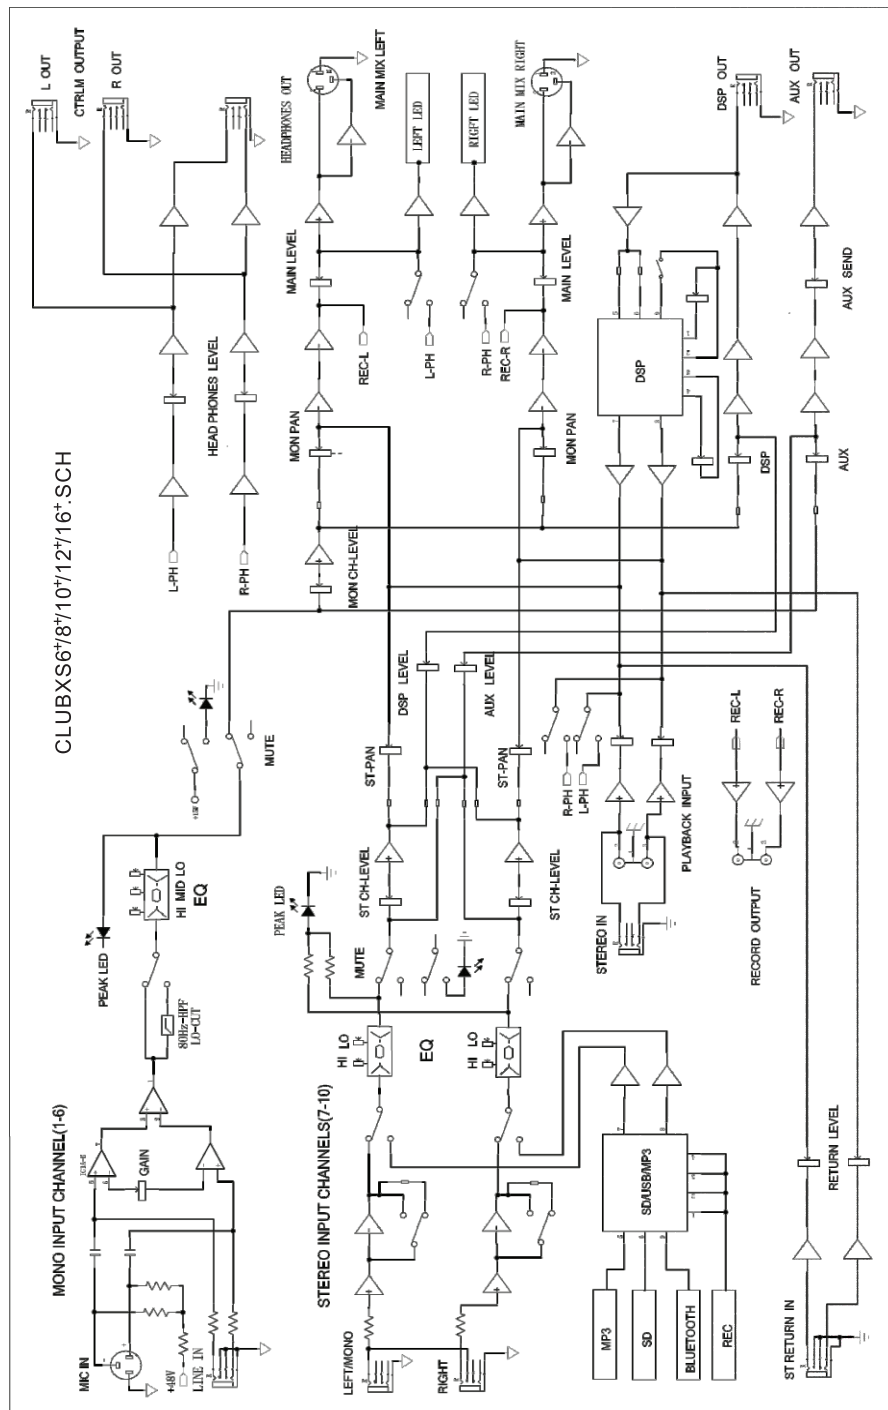 CLUBXS6+/8+/10+/12+/16+.SCH
MONO INPUT CHANNEL(1-6)
MIC IN
+48V
LINE IN
GAIN
80Hz-HPF
LO-CUT
PEAK LED
HI MID LO
EQ
+15V
MUTE
L-PH
R-PH
HEAD PHONES LEVEL
L OUT
CTRLM OUTPUT
R OUT
HEADPHONES OUT
MON CH-LEVEL
MON PAN
REC-L
MAIN LEVEL
MAIN MIX LEFT
LEFT LED
L-PH
RIGHT LED
R-PH
REC-R
MAIN LEVEL
MAIN MIX RIGHT
MON PAN
STEREO INPUT CHANNELS(7-10)
LEFT/MONO
RIGHT
HI LO
EQ
HI LO
PEAK LED
MUTE
ST CH-LEVEL
ST CH-LEVEL
ST-PAN
ST-PAN
DSP LEVEL
AUX LEVEL
DSP
DSP
DSP OUT
AUX
AUX SEND
AUX OUT
STEREO IN
PLAYBACK INPUT
R-PH
L-PH
RECORD OUTPUT
REC-L
REC-R
MP3
SD
BLUETOOTH
REC
SD/USB/MP3
ST RETURN IN
RETURN LEVEL